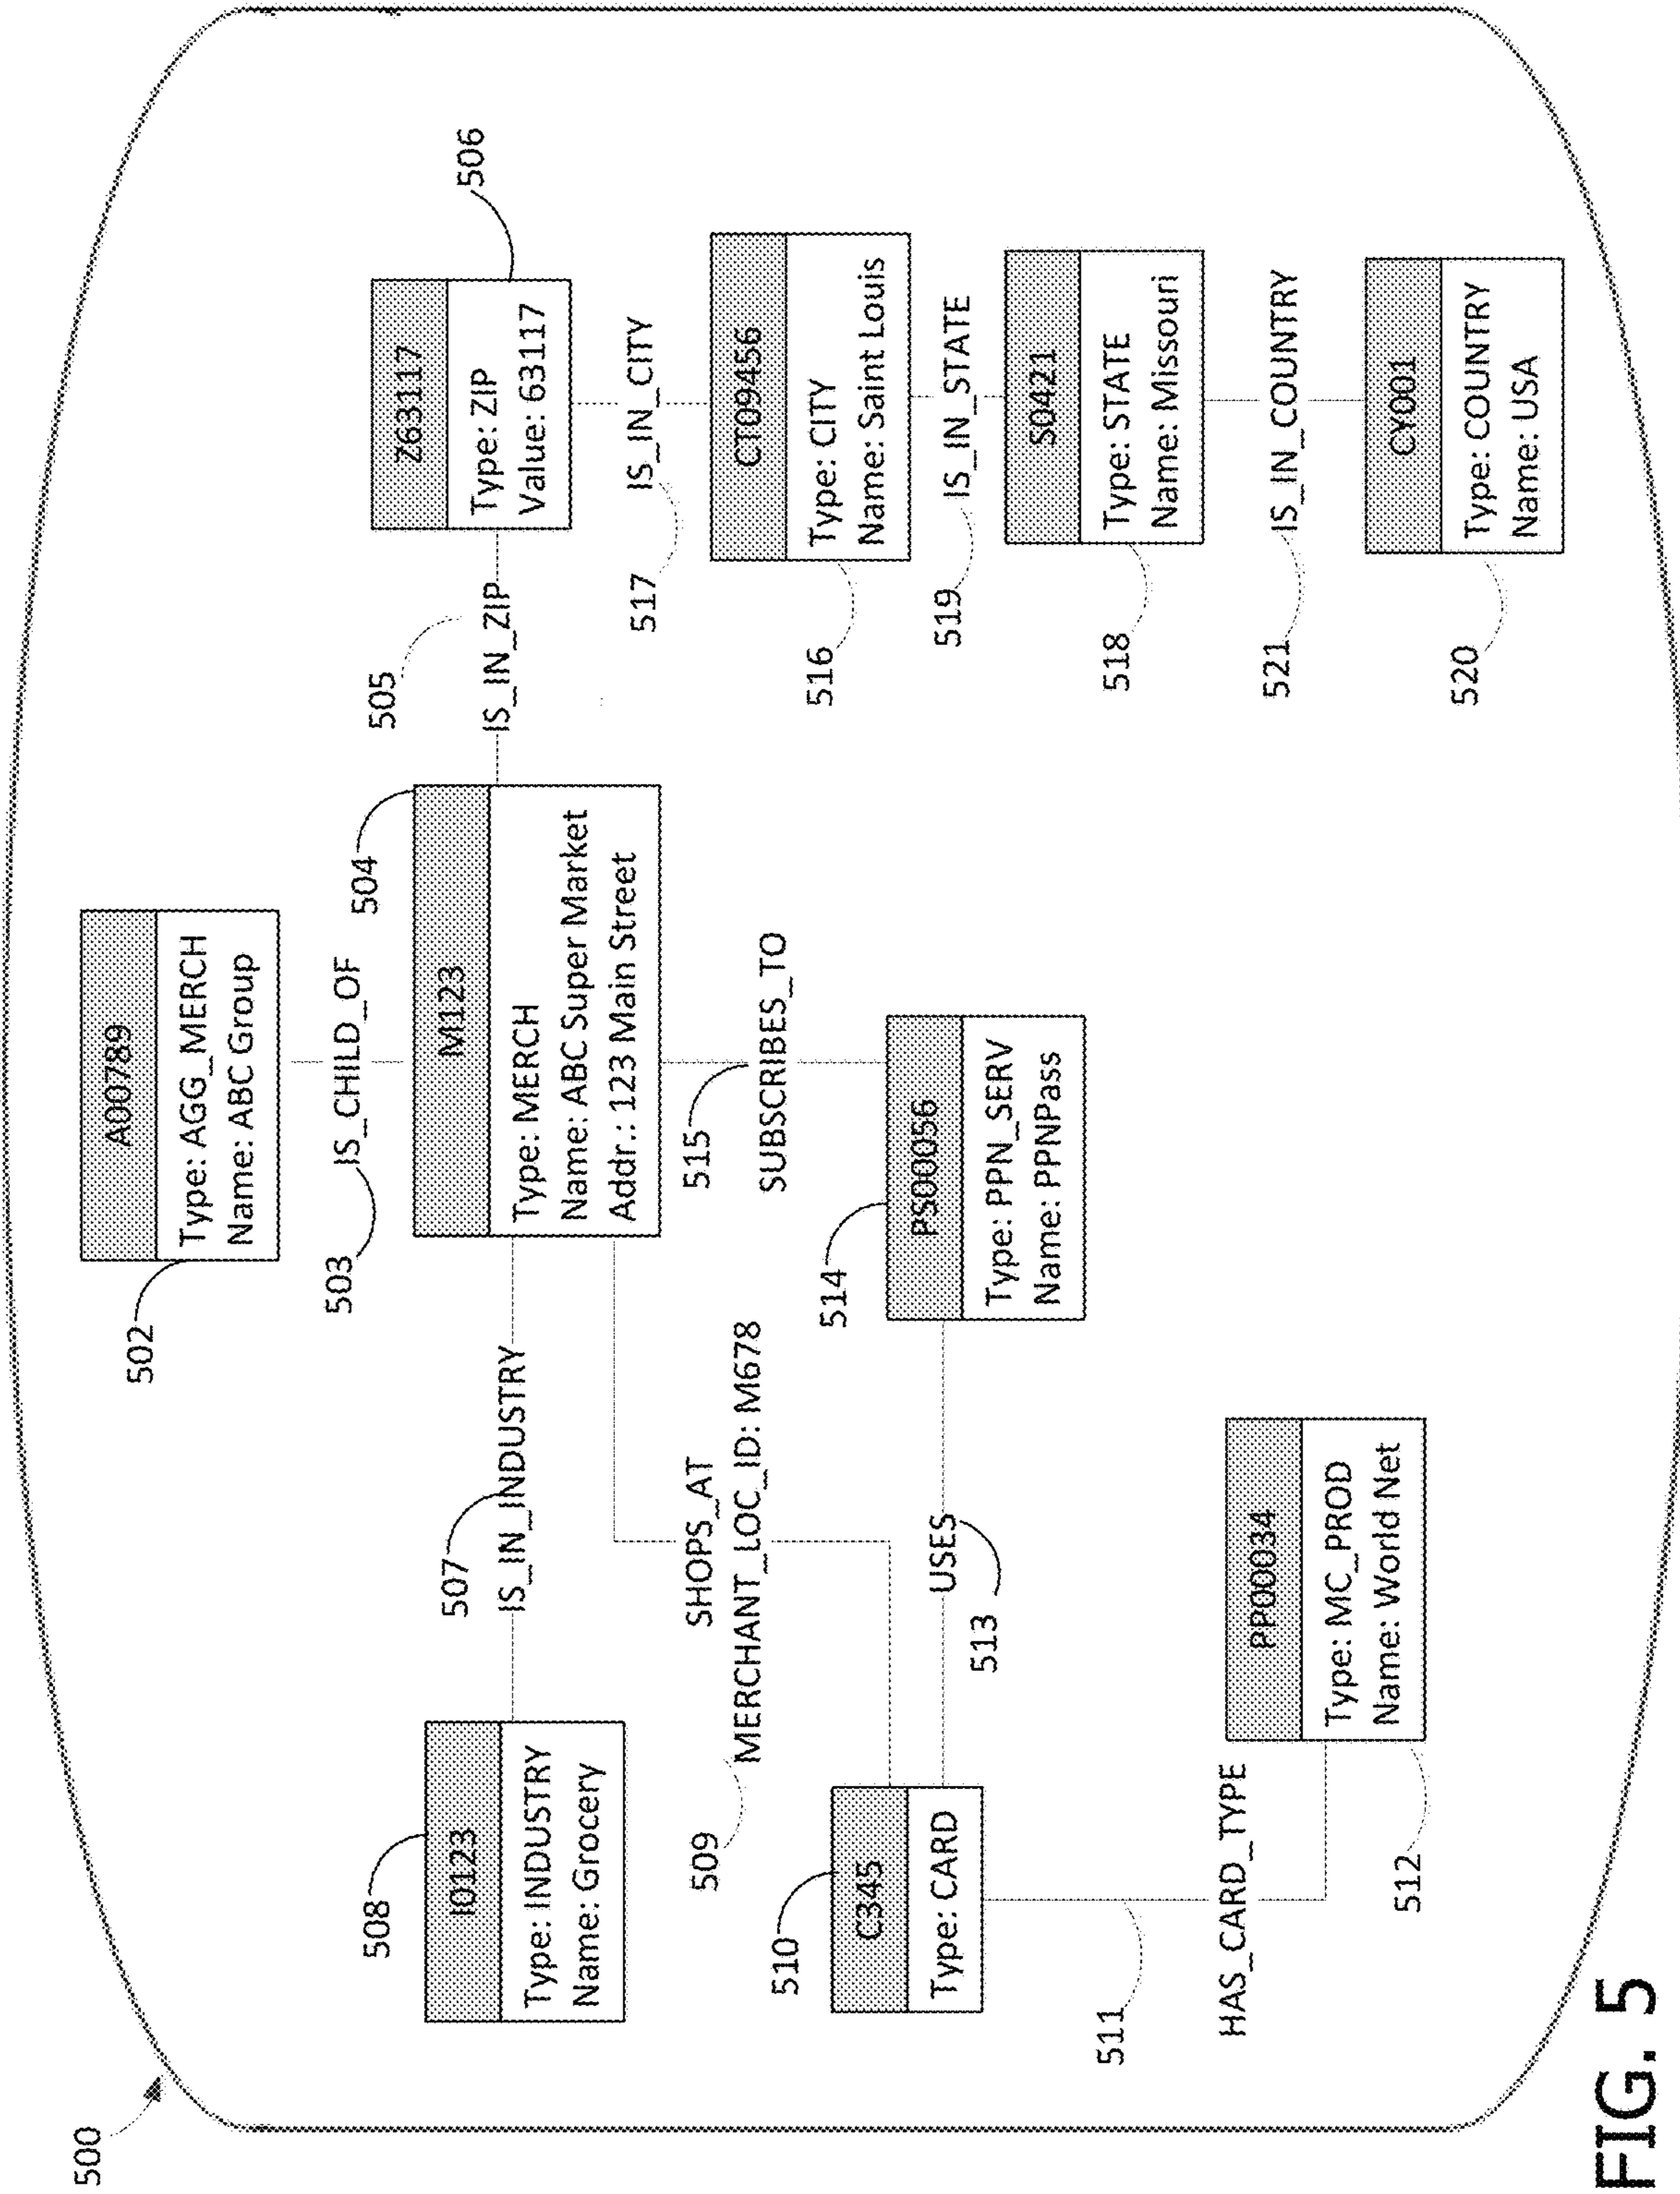 500
502
A00789
Type: AGG_MERCH
Name: ABC Group
503
IS_CHILD_OF
504
M123
Type: MERCH
Name: ABC Super Market
Addr.: 123 Main Street
505
IS_IN_ZIP
506
Z63117
Type: ZIP
Value: 63117
507
IS_IN_INDUSTRY
508
I0123
Type: INDUSTRY
Name: Grocery
509
SHOPS_AT
MERCHANT_LOC_ID: M678
515
SUBSCRIBES_TO
517
IS_IN_CITY
510
C345
Type: CARD
USES
513
514
PS00056
Type: PPN_SERV
Name: PPNPass
516
CT09456
Type: CITY
Name: Saint Louis
519
IS_IN_STATE
511
HAS_CARD_TYPE
512
PP00034
Type: MC_PROD
Name: World Net
518
S0421
Type: STATE
Name: Missouri
521
IS_IN_COUNTRY
520
CY001
Type: COUNTRY
Name: USA
FIG. 5